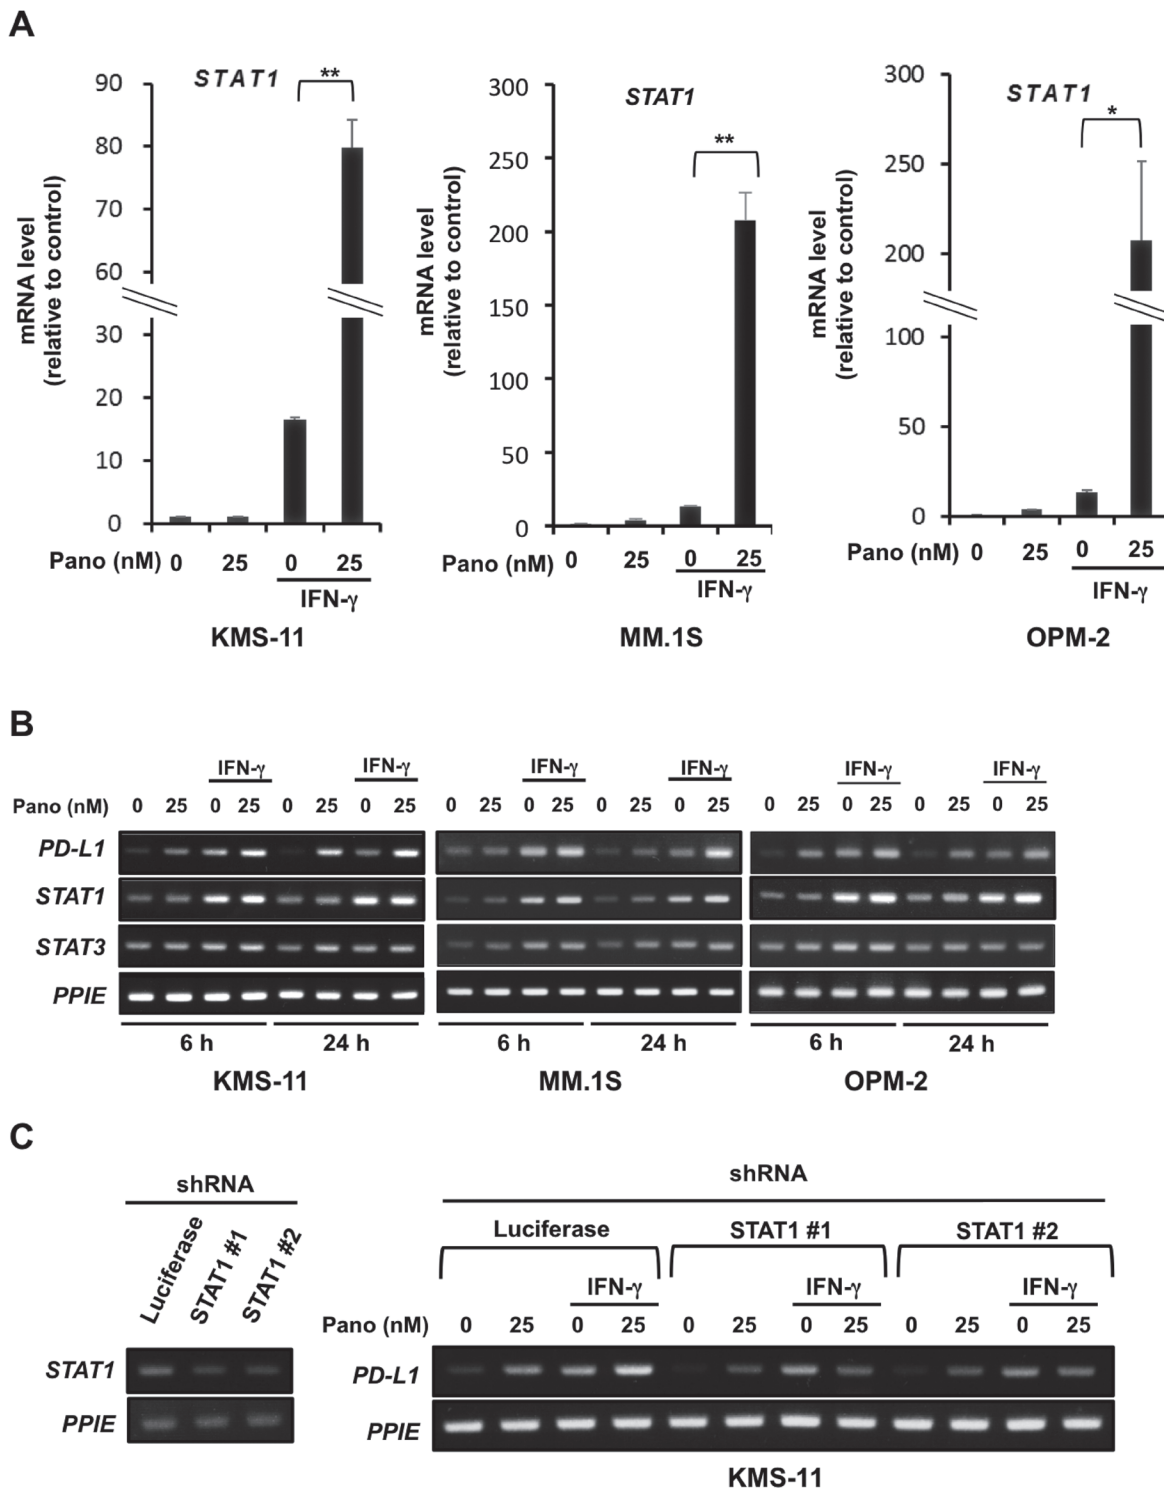 A
STAT1
**
90
80
70
60
30
20
10
0
mRNA level
(relative to control)
Pano (nM) 0 25 0 25
IFN-γ
KMS-11
STAT1
**
300
250
200
150
100
50
0
mRNA level
(relative to control)
Pano (nM) 0 25 0 25
IFN-γ
MM.1S
STAT1
*
300
250
200
100
50
0
mRNA level
(relative to control)
Pano (nM) 0 25 0 25
IFN-γ
OPM-2
B
IFN-γ IFN-γ IFN-γ IFN-γ IFN-γ IFN-γ
Pano (nM) 0 25 0 25 0 25 0 25 0 25 0 25 0 25 0 25 0 25 0 25 0 25 0 25
PD-L1
STAT1
STAT3
PPIE
6 h 24 h 6 h 24 h 6 h 24 h
KMS-11 MM.1S OPM-2
C
shRNA
Luciferase
STAT1 #1
STAT1 #2
STAT1
PPIE
shRNA
Luciferase STAT1 #1 STAT1 #2
IFN-γ IFN-γ IFN-γ
Pano (nM) 0 25 0 25 0 25 0 25 0 25 0 25
PD-L1
PPIE
KMS-11